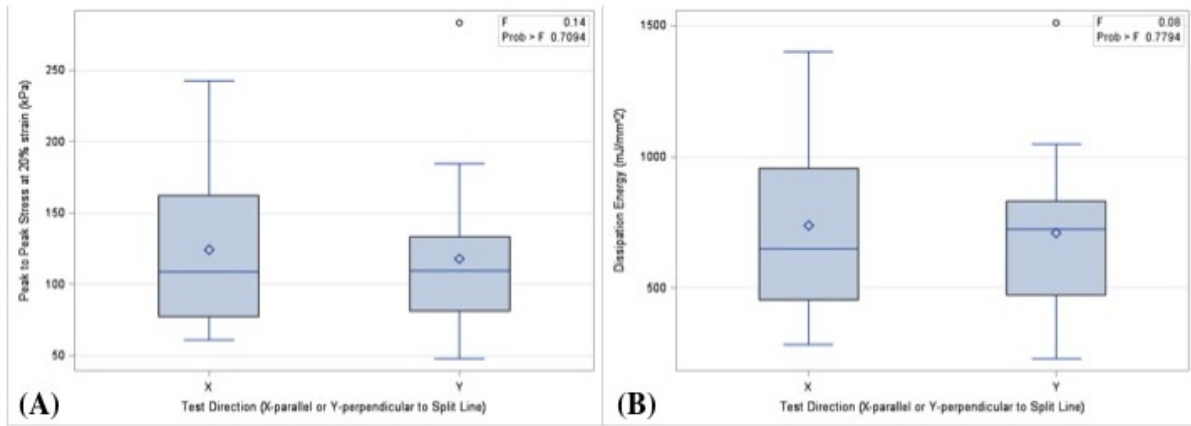 F 0.14
Prob > F 0.7094
Peak to Peak Stress at 20% strain (kPa)
250
200
150
100
50
X Y
Test Direction (X-parallel or Y-perpendicular to Split Line)
(A)
F 0.08
Prob > F 0.7794
Dissipation Energy (mJ/mm^2)
1500
1000
500
X Y
Test Direction (X-parallel or Y-perpendicular to Split Line)
(B)